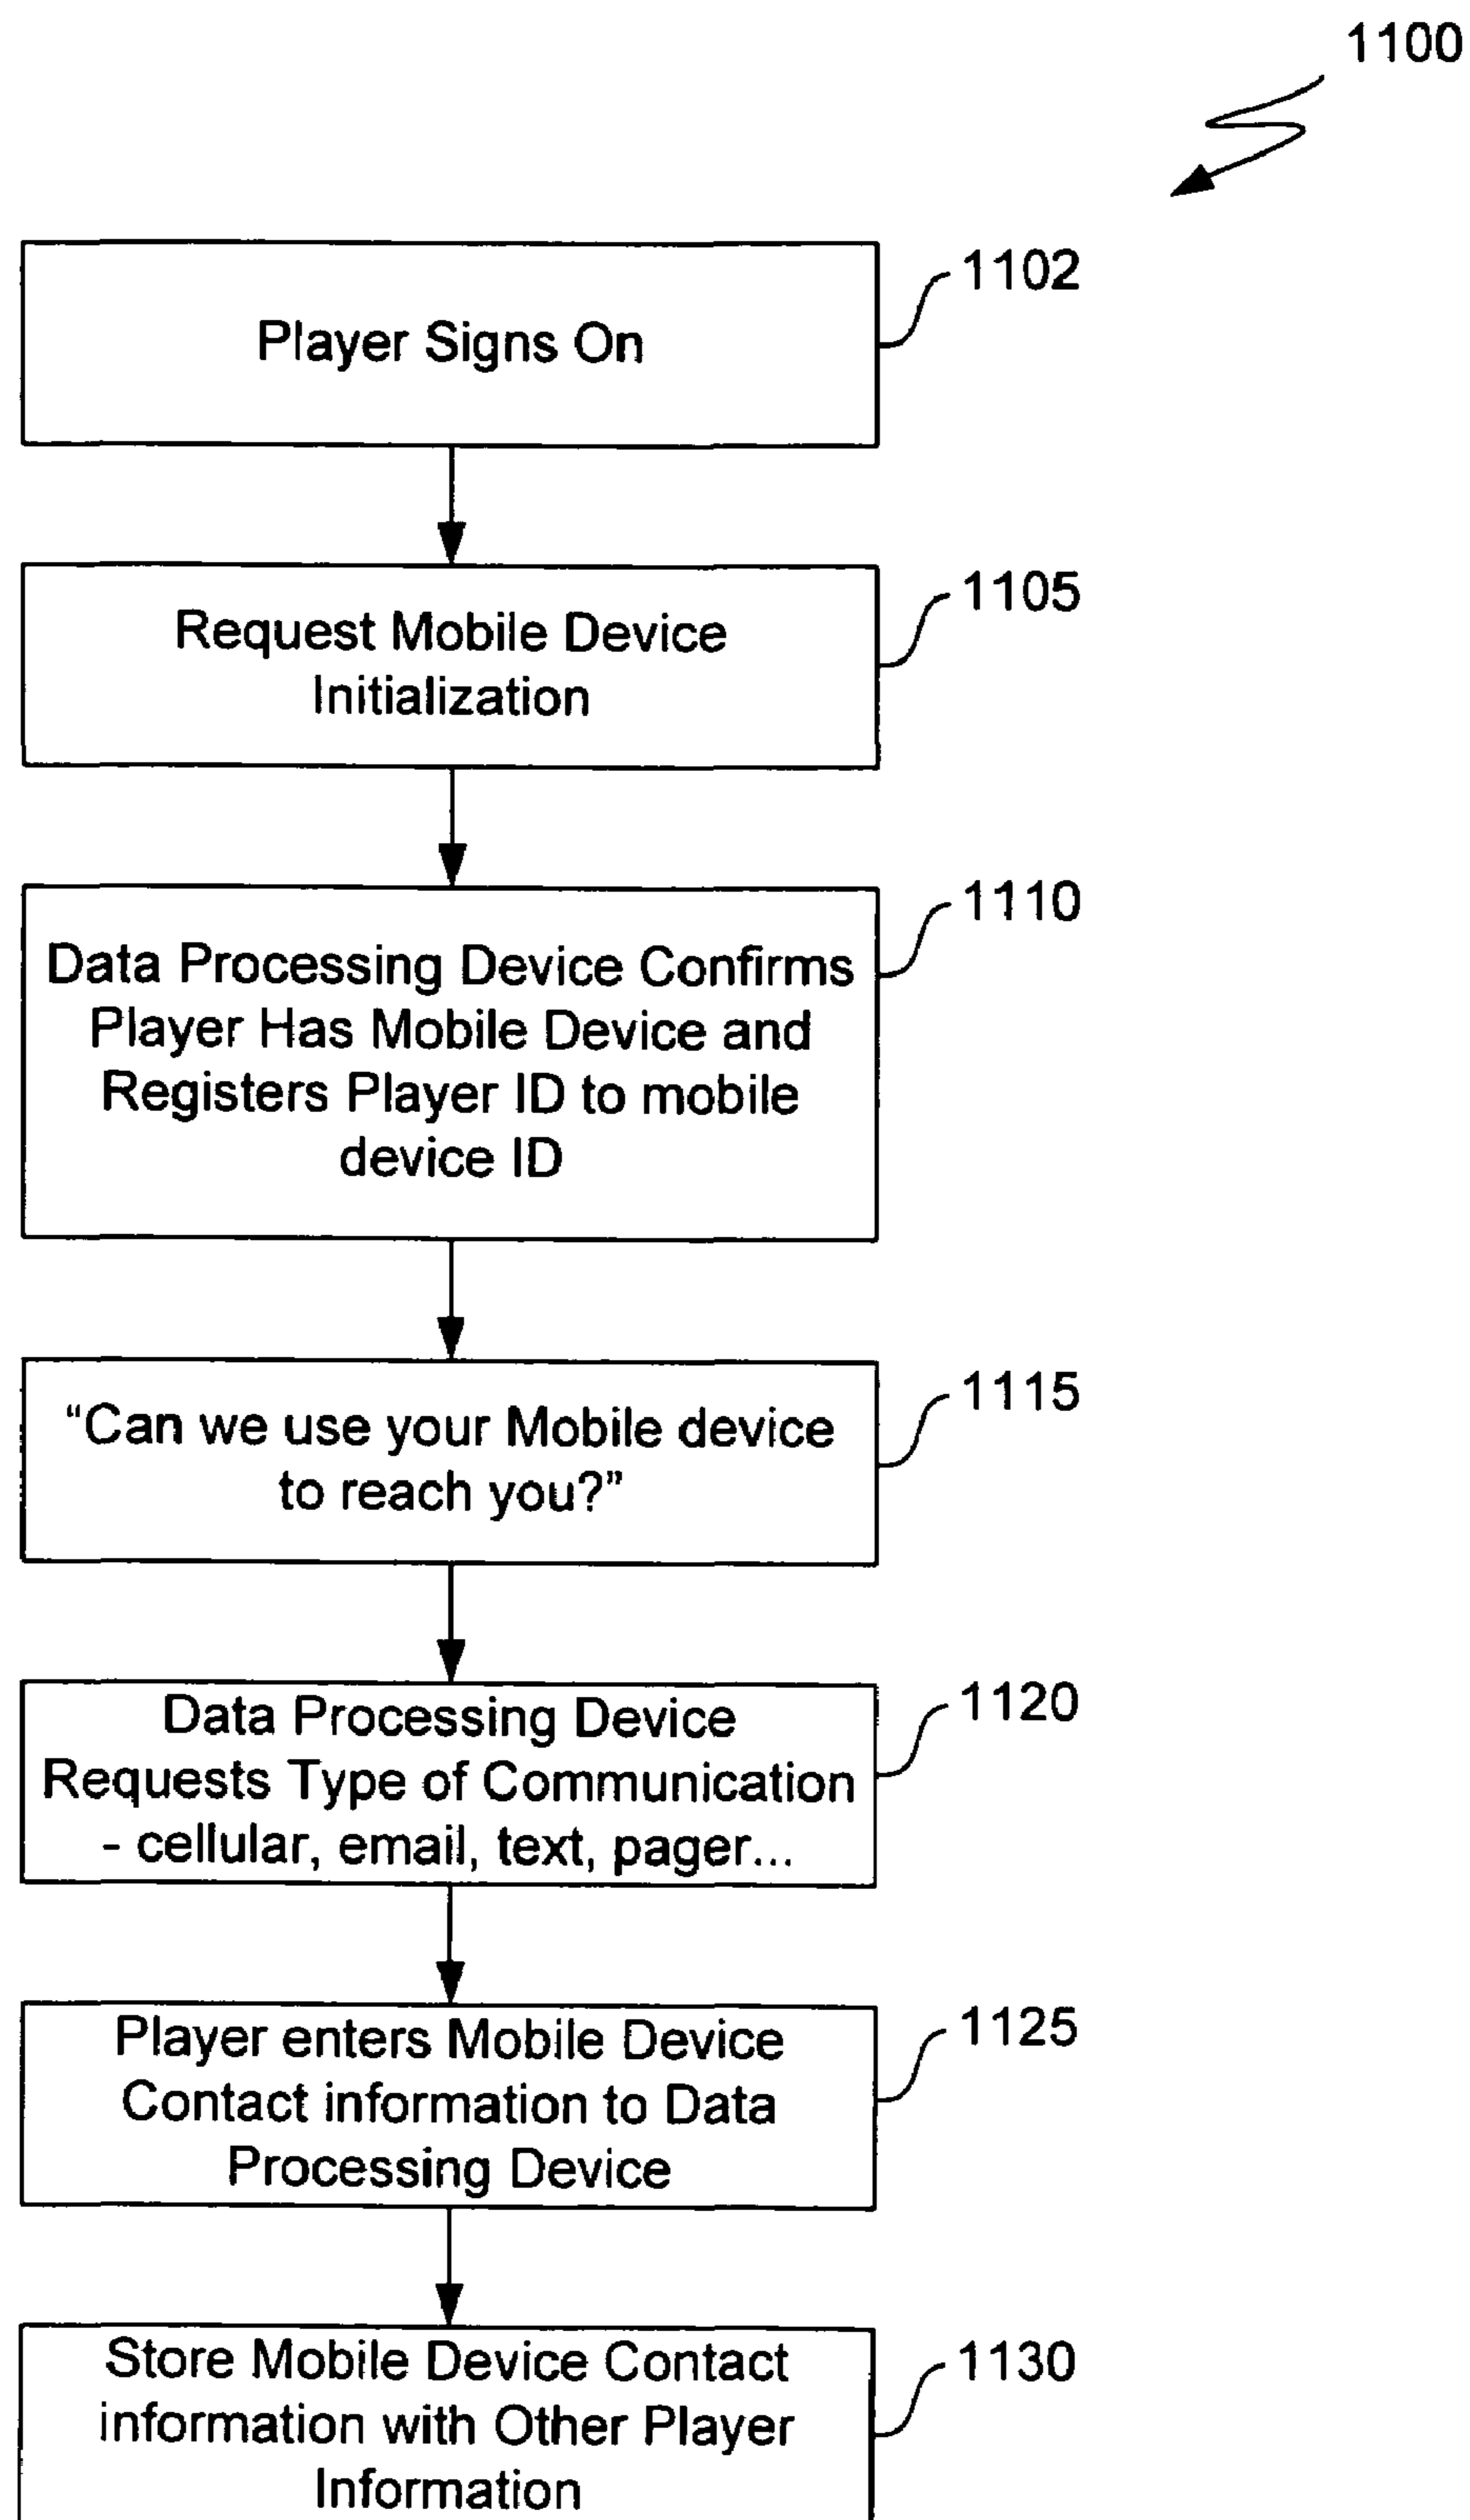 1100
Player Signs On
1102
Request Mobile Device
Initialization
1105
Data Processing Device Confirms
Player Has Mobile Device and
Registers Player ID to mobile
device ID
1110
“Can we use your Mobile device
to reach you?”
1115
Data Processing Device
Requests Type of Communication
- cellular, email, text, pager...
1120
Player enters Mobile Device
Contact information to Data
Processing Device
1125
Store Mobile Device Contact
information with Other Player
Information
1130